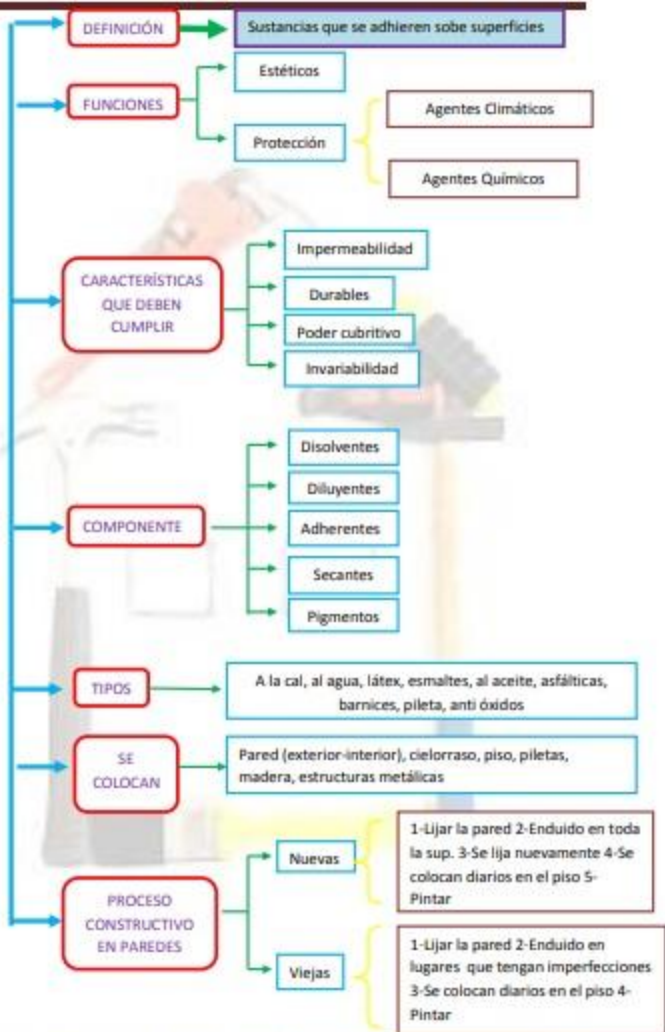 DEFINICIÓN
Sustancias que se adhieren sobe superficies
FUNCIONES
Estéticos
Protección
Agentes Climáticos
Agentes Químicos
CARACTERÍSTICAS
QUE DEBEN
CUMPLIR
Impermeabilidad
Durables
Poder cubritivo
Invariabilidad
COMPONENTE
Disolventes
Diluyentes
Adherentes
Secantes
Pigmentos
TIPOS
A la cal, al agua, látex, esmaltes, al aceite, asfálticas,
barnices, pileta, anti óxidos
SE
COLOCAN
Pared (exterior-interior), cielorraso, piso, piletas,
madera, estructuras metálicas
PROCESO
CONSTRUCTIVO
EN PAREDES
Nuevas
1-Lijar la pared 2-Enduido en toda
la sup. 3-Se lija nuevamente 4-Se
colocan diarios en el piso 5-
Pintar
Viejas
1-Lijar la pared 2-Enduido en
lugares que tengan imperfecciones
3-Se colocan diarios en el piso 4-
Pintar